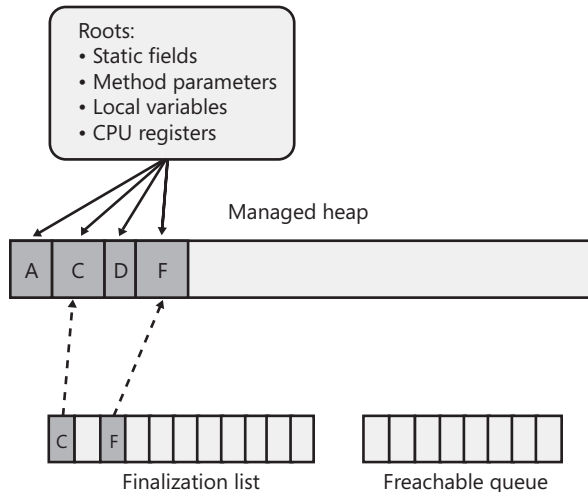 Roots:
• Static fields
• Method parameters
• Local variables
• CPU registers
Managed heap
A C D F
C F
Finalization list Freachable queue